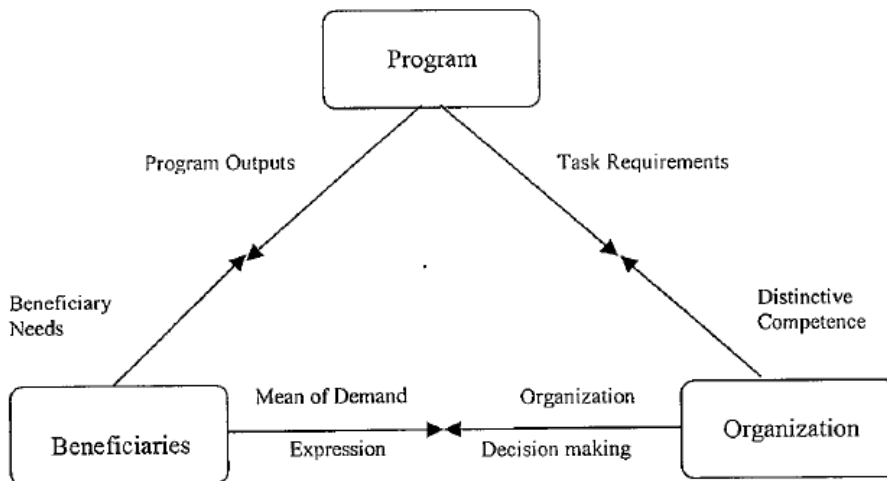 Program
Program Outputs
Task Requirements
Beneficiary
Needs
Distinctive
Competence
Mean of Demand
Organization
Beneficiaries
Expression
Decision making
Organization